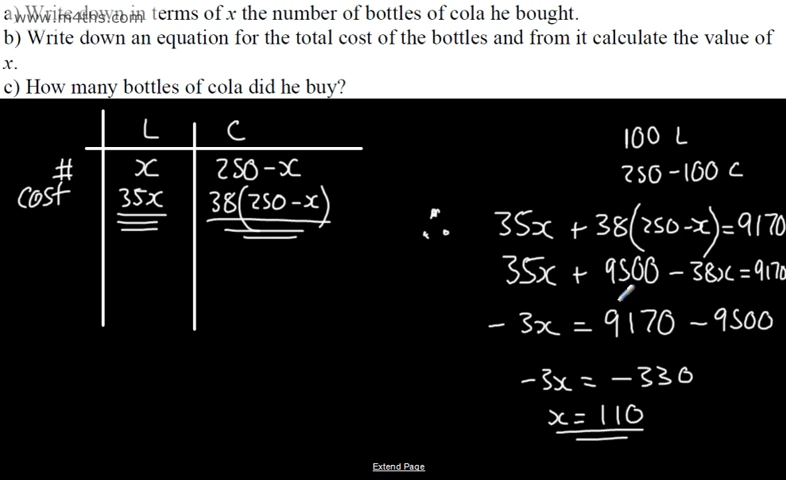 a) Write down in terms of x the number of bottles of cola he bought.
www.lm4ths.com
b) Write down an equation for the total cost of the bottles and from it calculate the value of
x.
c) How many bottles of cola did he buy?
L C
# x 250-x
cost 35x 38(250-x)
100 L
250-100 C
∴ 35x + 38(250-x)=9170
35x + 9500 - 38x=9170
- 3x = 9170 - 9500
-3x = -330
x = 110
Extend Page